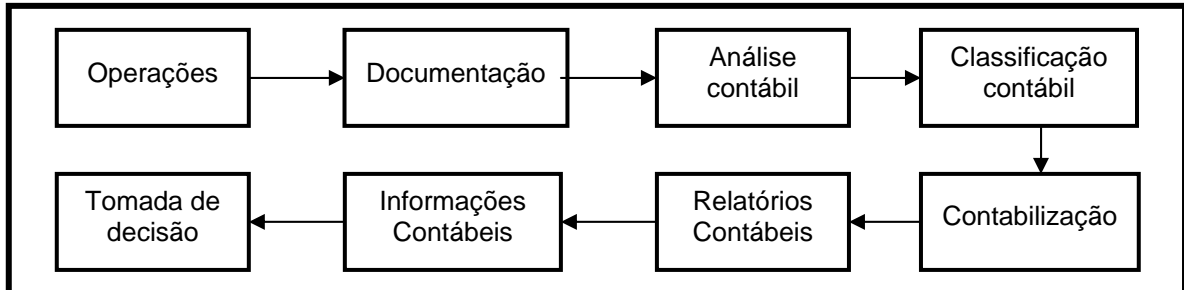 Operações
Documentação
Análise
contábil
Classificação
contábil
Contabilização
Relatórios
Contábeis
Informações
Contábeis
Tomada de
decisão